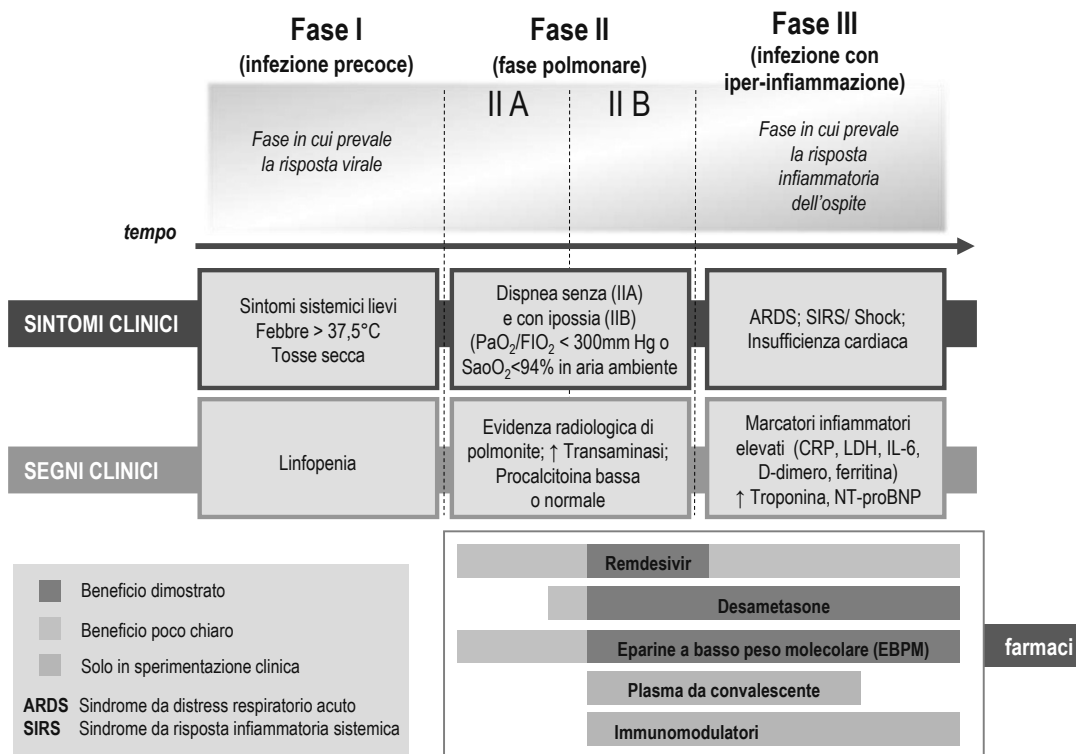 Fase I
(infezione precoce)
Fase II
(fase polmonare)
Fase III
(infezione con
iper-infiammazione)
II A
II B
Fase in cui prevale
la risposta virale
Fase in cui prevale
la risposta
infiammatoria
dell'ospite
tempo
SINTOMI CLINICI
Sintomi sistemici lievi
Febbre > 37,5°C
Tosse secca
Dispnea senza (IIA)
e con ipossia (IIB)
(PaO₂/FIO₂ < 300mm Hg o
SaoO₂<94% in aria ambiente
ARDS; SIRS/ Shock;
Insufficienza cardiaca
SEGNI CLINICI
Linfopenia
Evidenza radiologica di
polmonite; ↑ Transaminasi;
Procalcitoina bassa
o normale
Marcatori infiammatori
elevati (CRP, LDH, IL-6,
D-dimero, ferritina)
↑ Troponina, NT-proBNP
Beneficio dimostrato
Beneficio poco chiaro
Solo in sperimentazione clinica
ARDS Sindrome da distress respiratorio acuto
SIRS Sindrome da risposta infiammatoria sistemica
Remdesivir
Desametasone
Eparine a basso peso molecolare (EBPM)
Plasma da convalescente
Immunomodulatori
farmaci